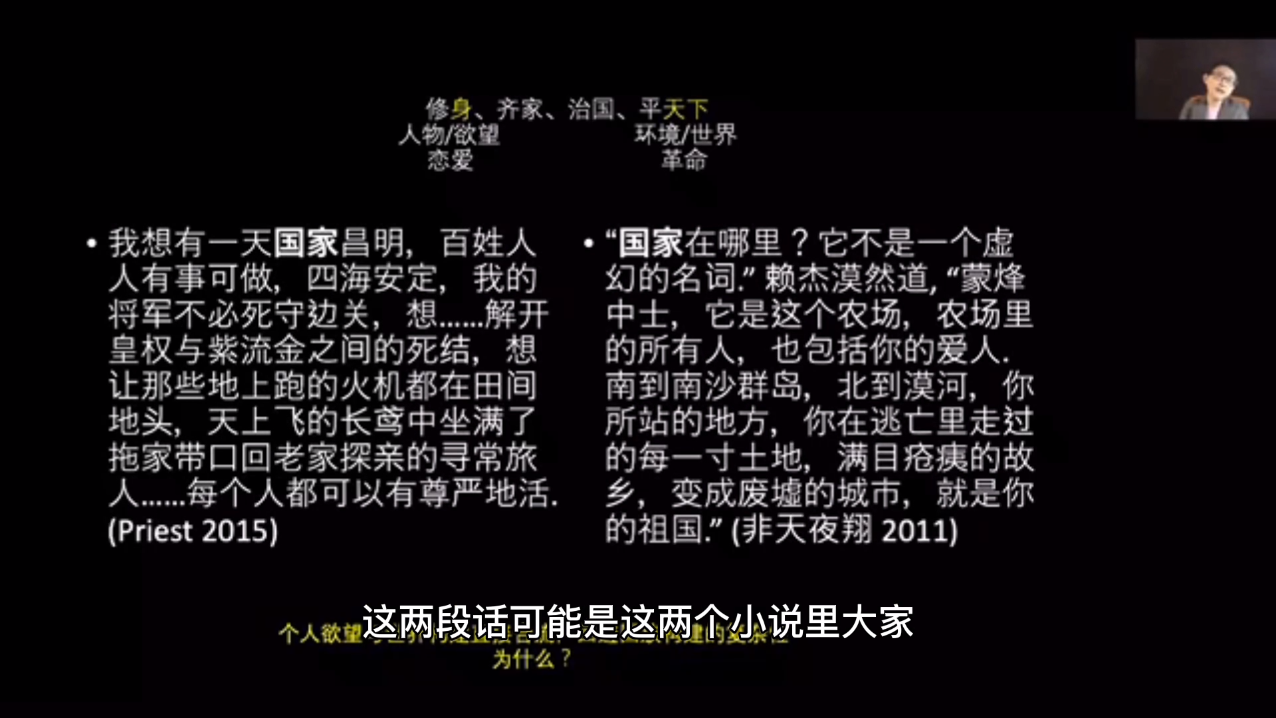 修身、齐家、治国、平天下
人物/欲望 环境/世界
恋爱 革命
• 我想有一天国家昌明，百姓人
人有事可做，四海安定，我的
将军不必死守边关，想……解开
皇权与紫流金之间的死结，想
让那些地上跑的火机都在田间
地头，天上飞的长鸢中坐满了
拖家带口回老家探亲的寻常旅
人……每个人都可以有尊严地活.
(Priest 2015)
• “国家在哪里？它不是一个虚
幻的名词.” 赖杰漠然道, “蒙烽
中士，它是这个农场，农场里
的所有人，也包括你的爱人.
南到南沙群岛，北到漠河，你
所站的地方，你在逃亡里走过
的每一寸土地，满目疮痍的故
乡，变成废墟的城市，就是你
的祖国.” (非天夜翔 2011)
个人欲望
为什么？
这两段话可能是这两个小说里大家